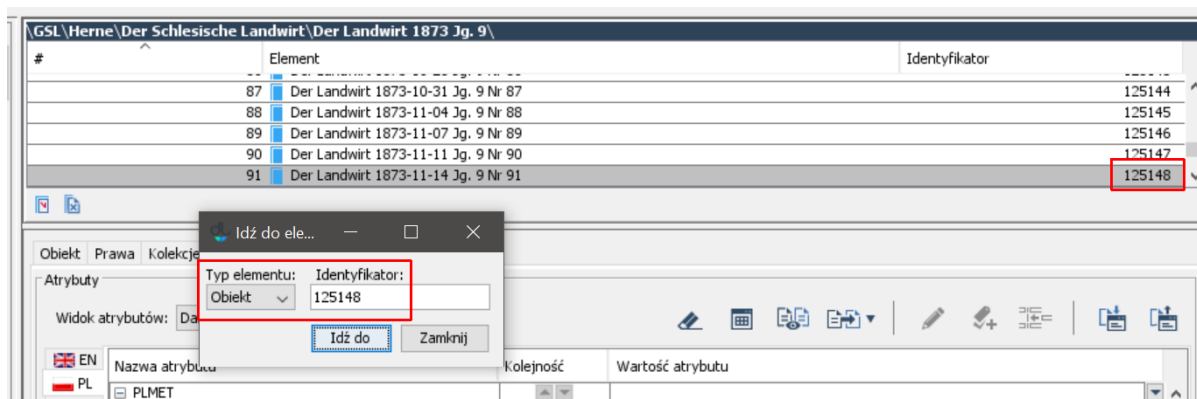 \GSL\Herne\Der Schlesische Landwirt\Der Landwirt 1873 Jg. 9\
# Element Identyfikator
87 Der Landwirt 1873-10-31 Jg. 9 Nr 87 125144
88 Der Landwirt 1873-11-04 Jg. 9 Nr 88 125145
89 Der Landwirt 1873-11-07 Jg. 9 Nr 89 125146
90 Der Landwirt 1873-11-11 Jg. 9 Nr 90 125147
91 Der Landwirt 1873-11-14 Jg. 9 Nr 91 125148
Idź do ele...
Obiekt Prawa Kolekcje
Typ elementu: Identyfikator:
Atrybuty
Obiekt 125148
Widok atrybutów: Da
Idź do Zamknij
EN Nazwa atrybutu Kolejność Wartość atrybutu
PL
PLMET